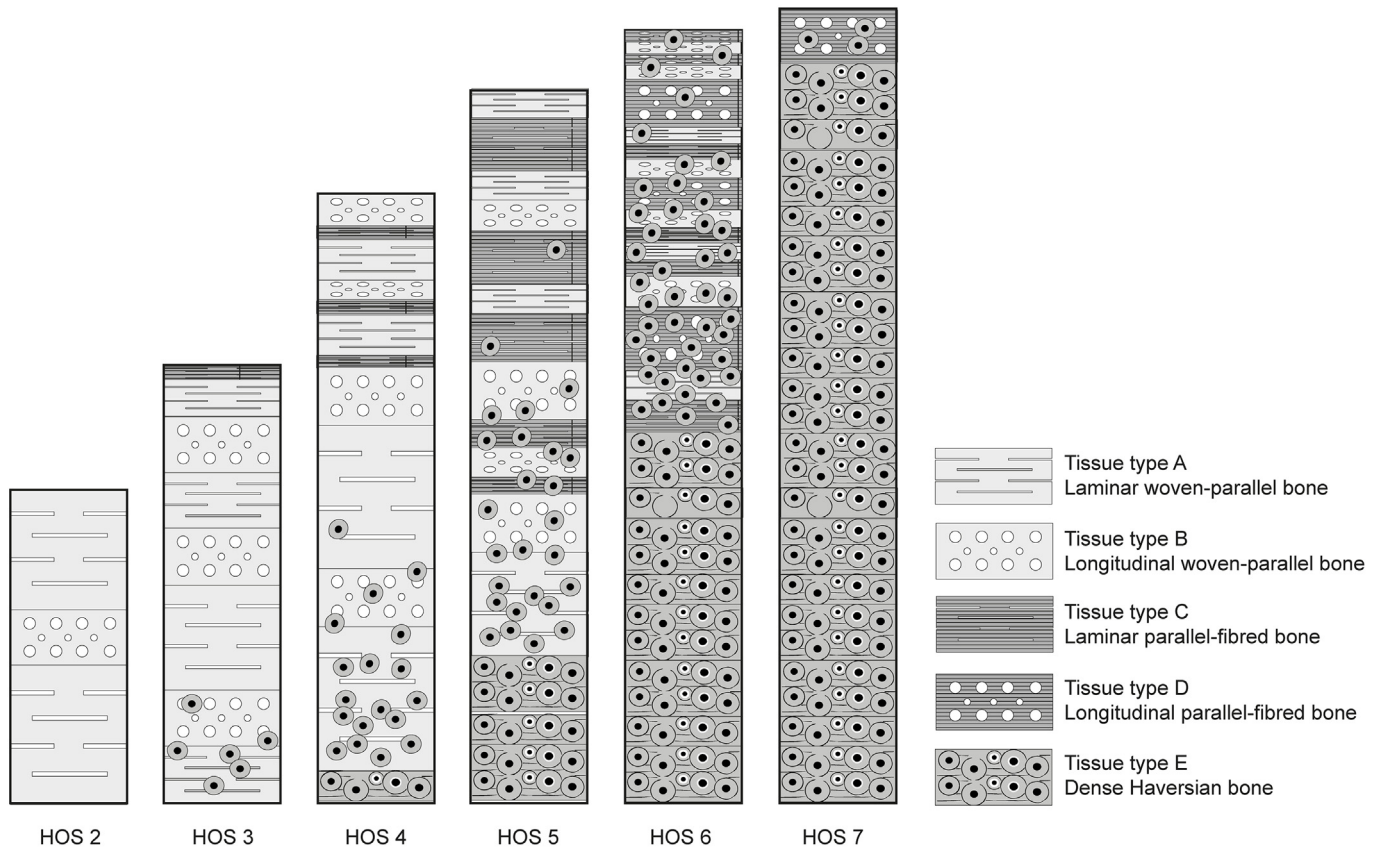 Tissue type A
Laminar woven-parallel bone
Tissue type B
Longitudinal woven-parallel bone
Tissue type C
Laminar parallel-fibred bone
Tissue type D
Longitudinal parallel-fibred bone
Tissue type E
Dense Haversian bone
HOS 2 HOS 3 HOS 4 HOS 5 HOS 6 HOS 7